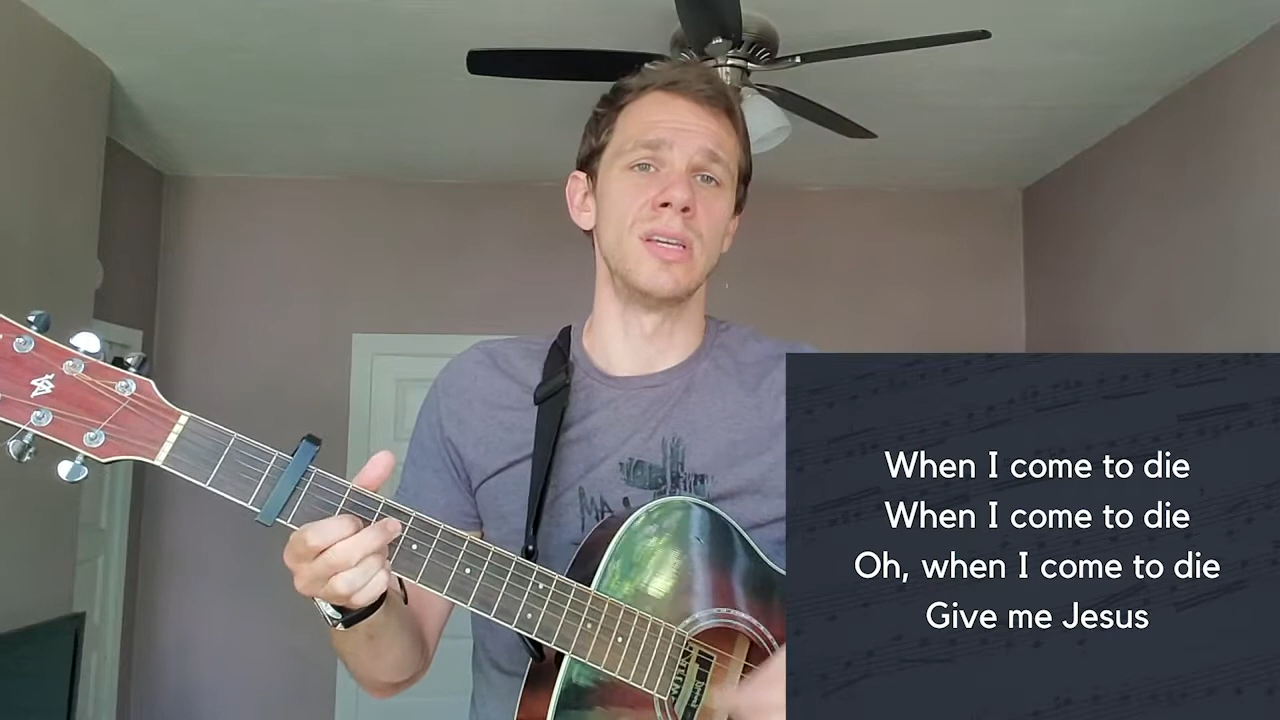 When I come to die
When I come to die
Oh, when I come to die
Give me Jesus